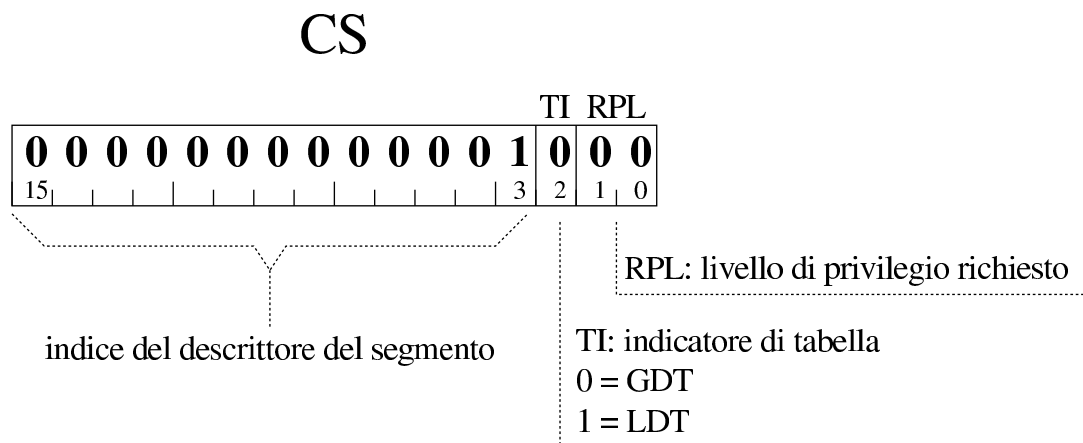 CS
TI RPL
0 0 0 0 0 0 0 0 0 0 0 0 1 0 0 0
15 3 2 1 0
RPL: livello di privilegio richiesto
indice del descrittore del segmento
TI: indicatore di tabella
0 = GDT
1 = LDT